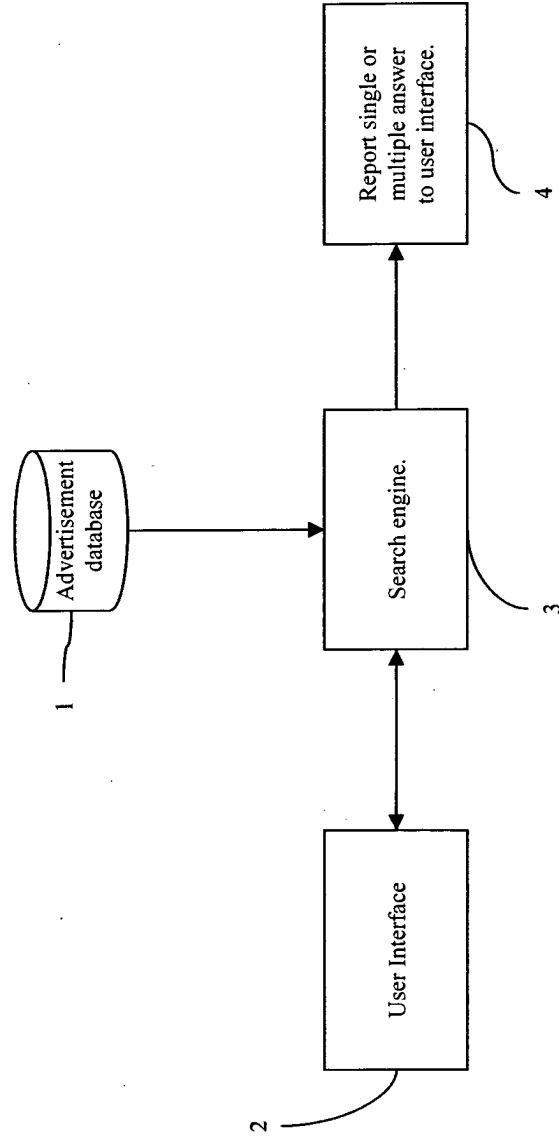 1
Advertisement
database
2
User Interface
3
Search engine.
4
Report single or
multiple answer
to user interface.